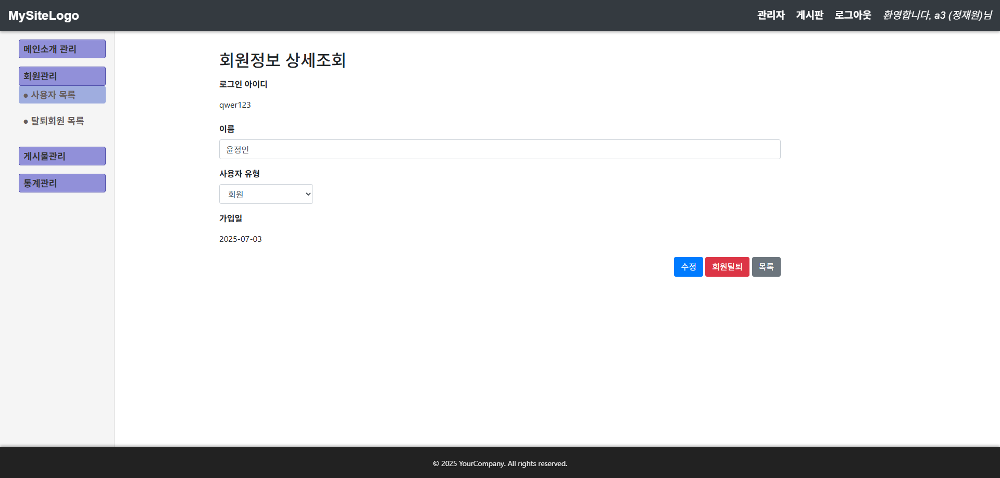 MySiteLogo
관리자 게시판 로그아웃 환영합니다, a3 (정재원)님
메인소개 관리
회원관리
● 사용자 목록
● 탈퇴회원 목록
게시물관리
통계관리
회원정보 상세조회
로그인 아이디
qwer123
이름
윤정인
사용자 유형
회원
가입일
2025-07-03
수정 회원탈퇴 목록
© 2025 YourCompany. All rights reserved.